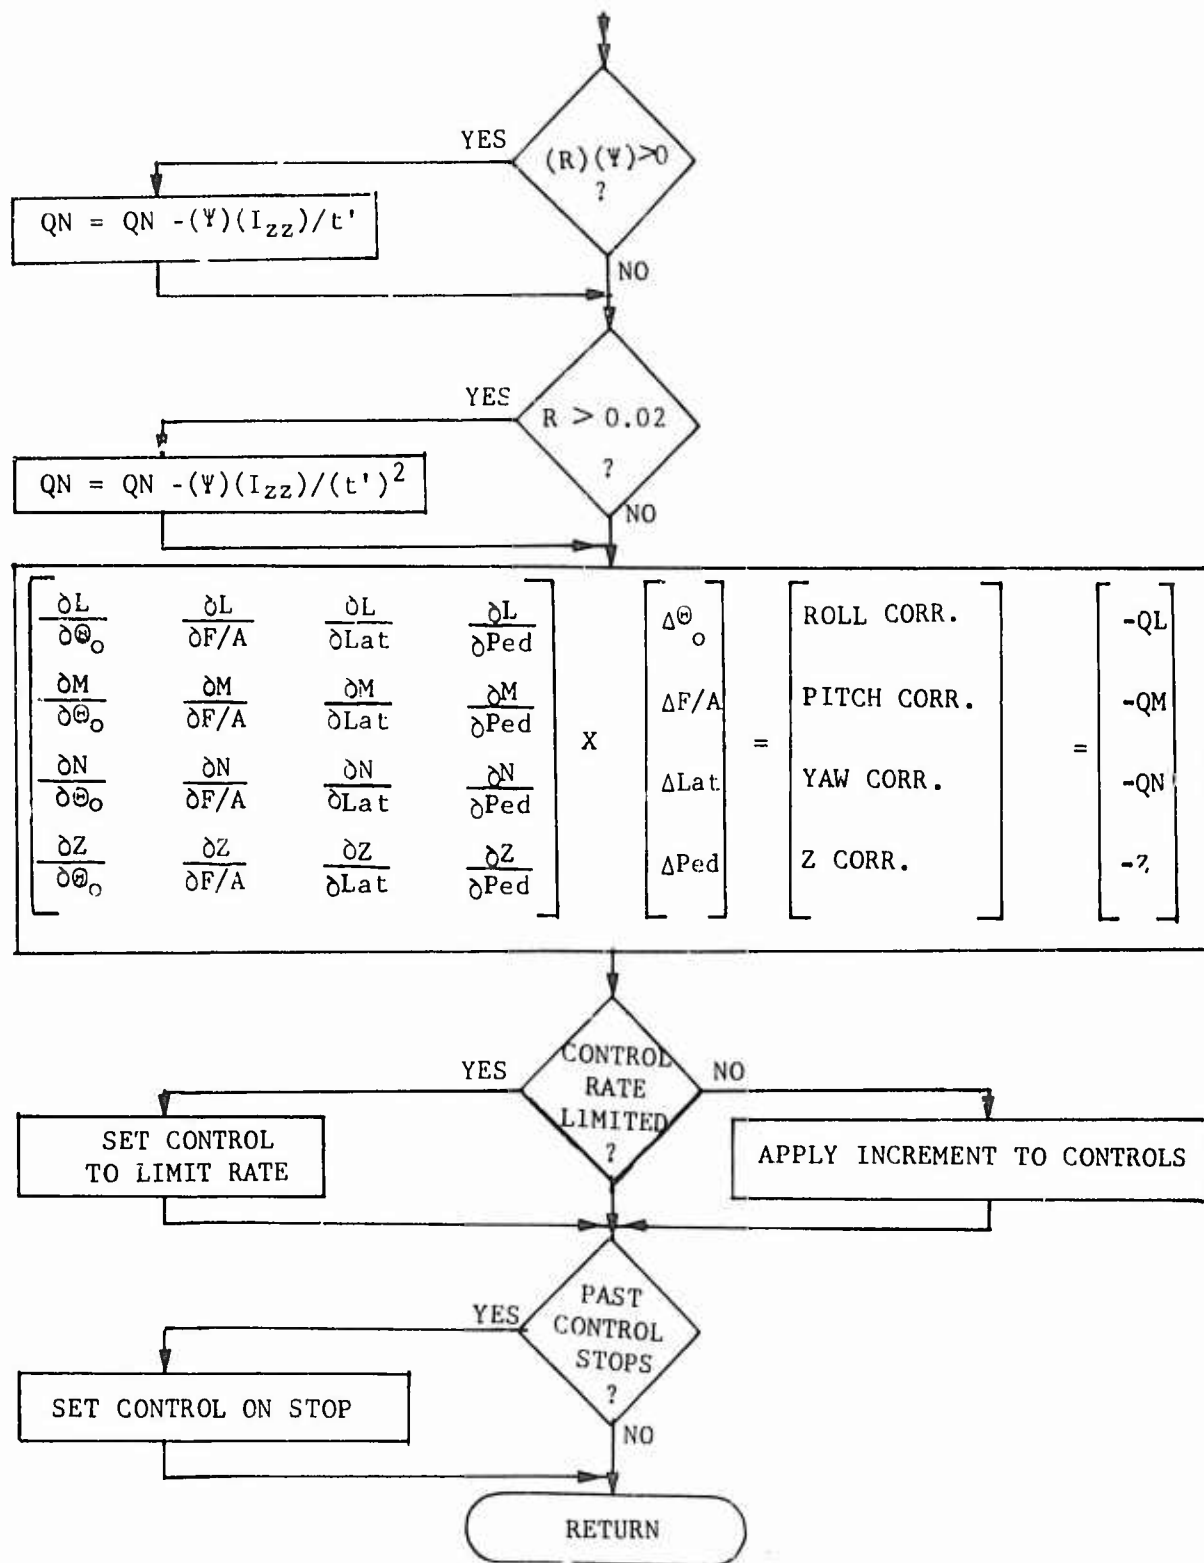 YES
(R)(Ψ)>0
?
QN = QN -(Ψ)(Izz)/t'
NO
YES
R > 0.02
?
QN = QN -(Ψ)(Izz)/(t')²
NO
∂L/∂Θo ∂L/∂F/A ∂L/∂Lat ∂L/∂Ped ΔΘo ROLL CORR. -QL
∂M/∂Θo ∂M/∂F/A ∂M/∂Lat ∂M/∂Ped X ΔF/A = PITCH CORR. = -QM
∂N/∂Θo ∂N/∂F/A ∂N/∂Lat ∂N/∂Ped ΔLat YAW CORR. -QN
∂Z/∂Θo ∂Z/∂F/A ∂Z/∂Lat ∂Z/∂Ped ΔPed Z CORR. -Z
YES
CONTROL
RATE
LIMITED
?
NO
SET CONTROL
TO LIMIT RATE
APPLY INCREMENT TO CONTROLS
YES
PAST
CONTROL
STOPS
?
SET CONTROL ON STOP
NO
RETURN